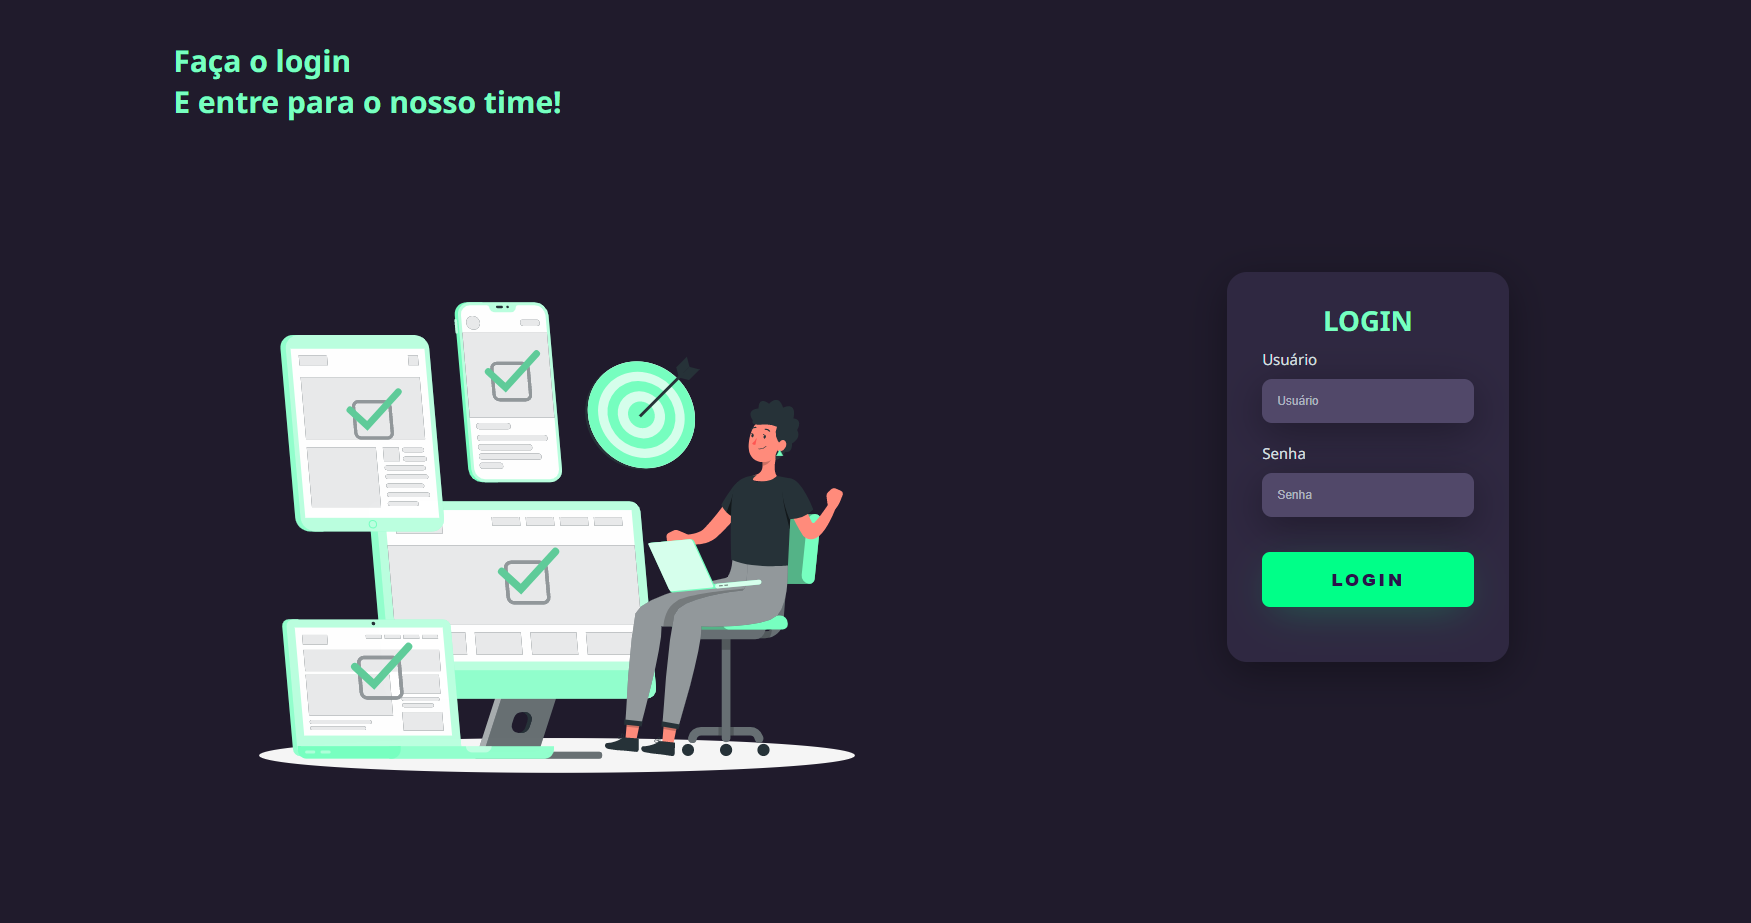 Faça o login
E entre para o nosso time!
LOGIN
Usuário
Usuário
Senha
Senha
LOGIN